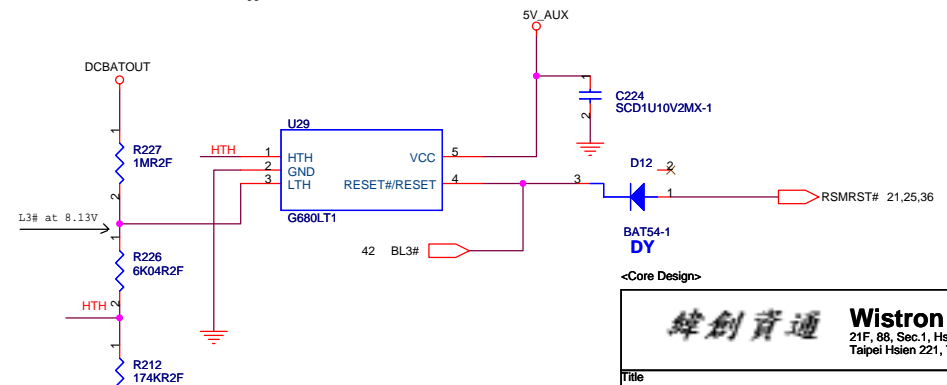 5V_AUX
DCBATOUT
1
C224
SCD1U10V2MX-1
2
1
R227
1MR2F
2
U29
HTH
1
HTH
2
GND
3
LTH
VCC
5
RESET#/RESET
4
G680LT1
D12
2
3
1
RSMRST# 21,25,36
BAT54-1
DY
L3# at 8.13V
1
R226
6K04R2F
2
HTH
42 BL3#
1
R212
174KR2F
<Core Design>
緯創資通
Wistron
21F, 88, Sec.1, Hs
Taipei Hsien 221,
Title